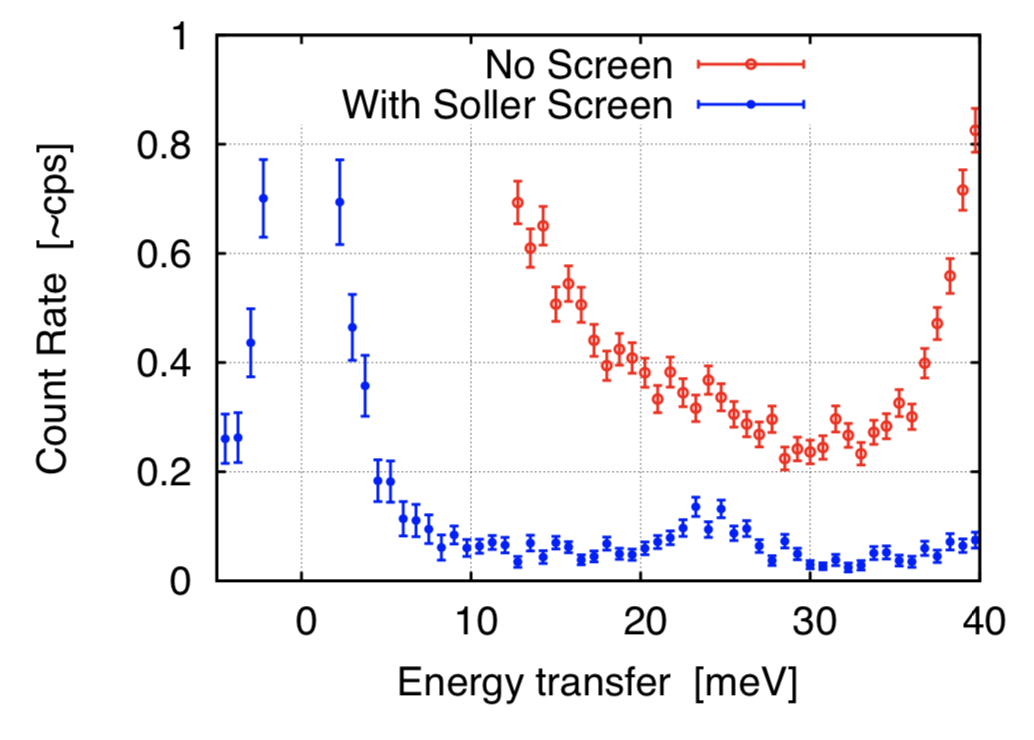 1
No Screen
With Soller Screen
0.8
0.6
0.4
0.2
0
Count Rate [~cps]
0 10 20 30 40
Energy transfer [meV]